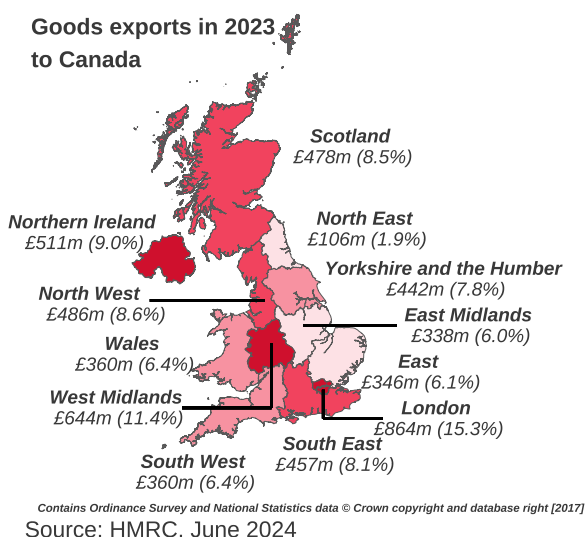 Goods exports in 2023
to Canada
Scotland
£478m (8.5%)
Northern Ireland
£511m (9.0%)
North East
£106m (1.9%)
Yorkshire and the Humber
£442m (7.8%)
North West
£486m (8.6%)
East Midlands
£338m (6.0%)
Wales
£360m (6.4%)
East
£346m (6.1%)
West Midlands
£644m (11.4%)
London
£864m (15.3%)
South East
£457m (8.1%)
South West
£360m (6.4%)
Contains Ordinance Survey and National Statistics data © Crown copyright and database right [2017]
Source: HMRC, June 2024